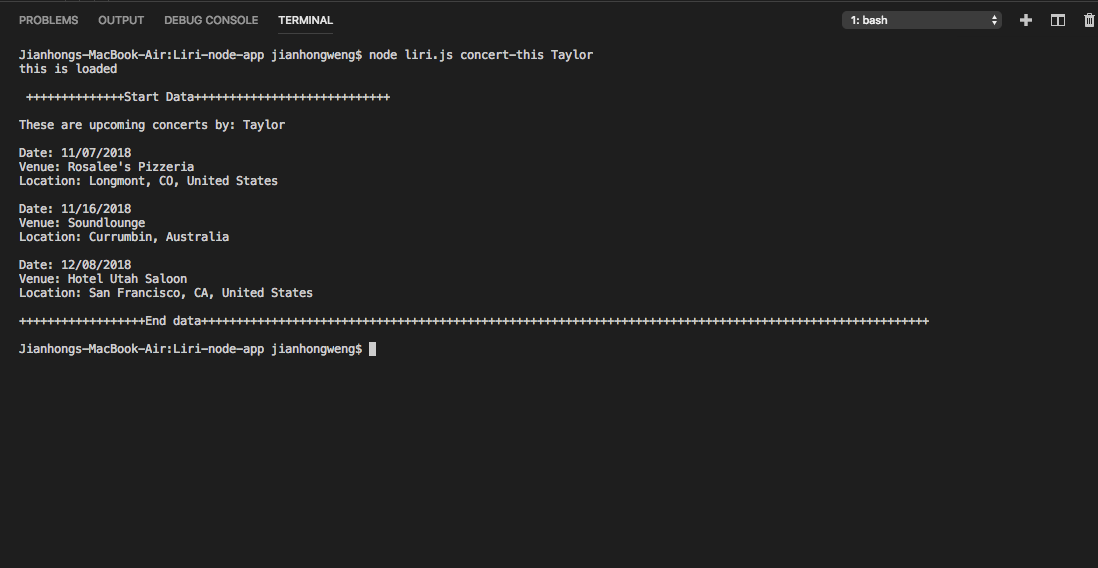 PROBLEMS OUTPUT DEBUG CONSOLE TERMINAL 1: bash
Jianhongs-MacBook-Air:Liri-node-app jianhongweng$ node liri.js concert-this Taylor
this is loaded
++++++++++++++Start Data++++++++++++++++++++++++++++
These are upcoming concerts by: Taylor
Date: 11/07/2018
Venue: Rosalee's Pizzeria
Location: Longmont, CO, United States
Date: 11/16/2018
Venue: Soundlounge
Location: Currumbin, Australia
Date: 12/08/2018
Venue: Hotel Utah Saloon
Location: San Francisco, CA, United States
++++++++++++++++++End data++++++++++++++++++++++++++++++++++++++++++++++++++++++++++++++++++++++++++++++++++++++++++++++++++++++++
Jianhongs-MacBook-Air:Liri-node-app jianhongweng$